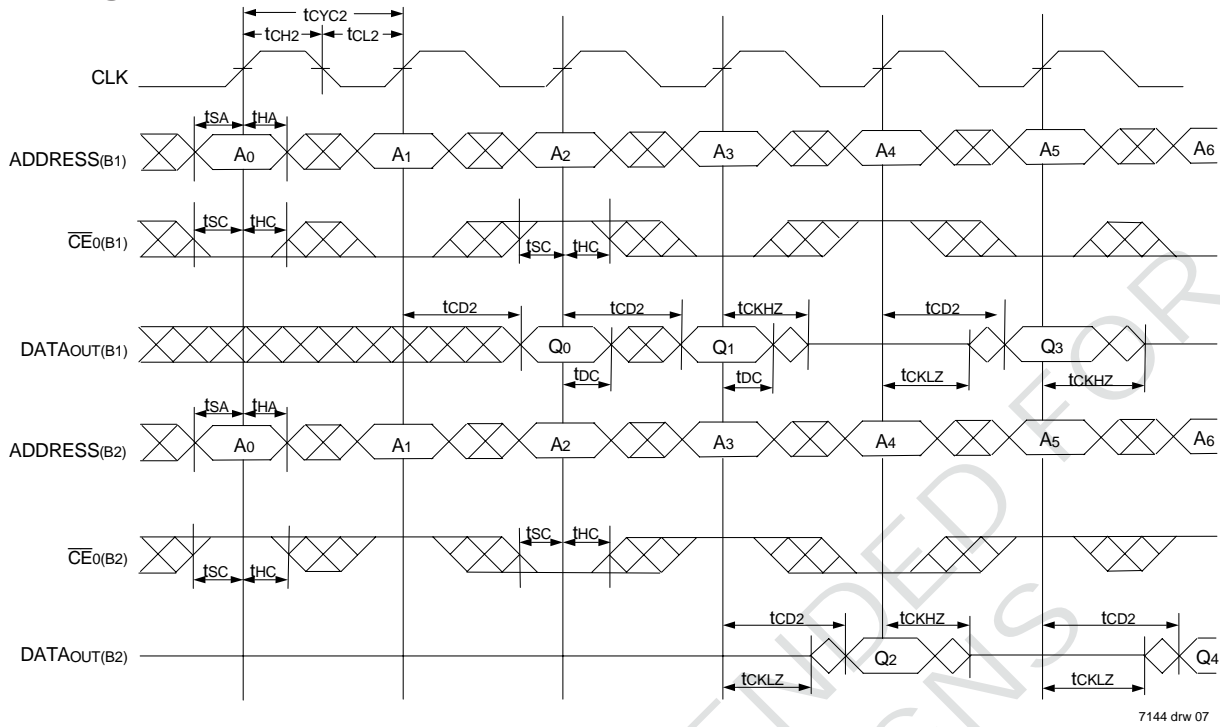 tCYC2
tCH2 tCL2
CLK
tSA tHA
ADDRESS(B1) A0 A1 A2 A3 A4 A5 A6
tSC tHC
CE0(B1) tSC tHC
tCD2 tCD2 tCKHZ tCD2
DATAOUT(B1) Q0 Q1 Q3
tDC tDC tCKLZ tCKHZ
tSA tHA
ADDRESS(B2) A0 A1 A2 A3 A4 A5 A6
tSC tHC
CE0(B2)
tSC tHC
tCD2 tCKHZ tCD2
DATAOUT(B2) Q2 Q4
tCKLZ tCKLZ
7144 drw 07
FOR